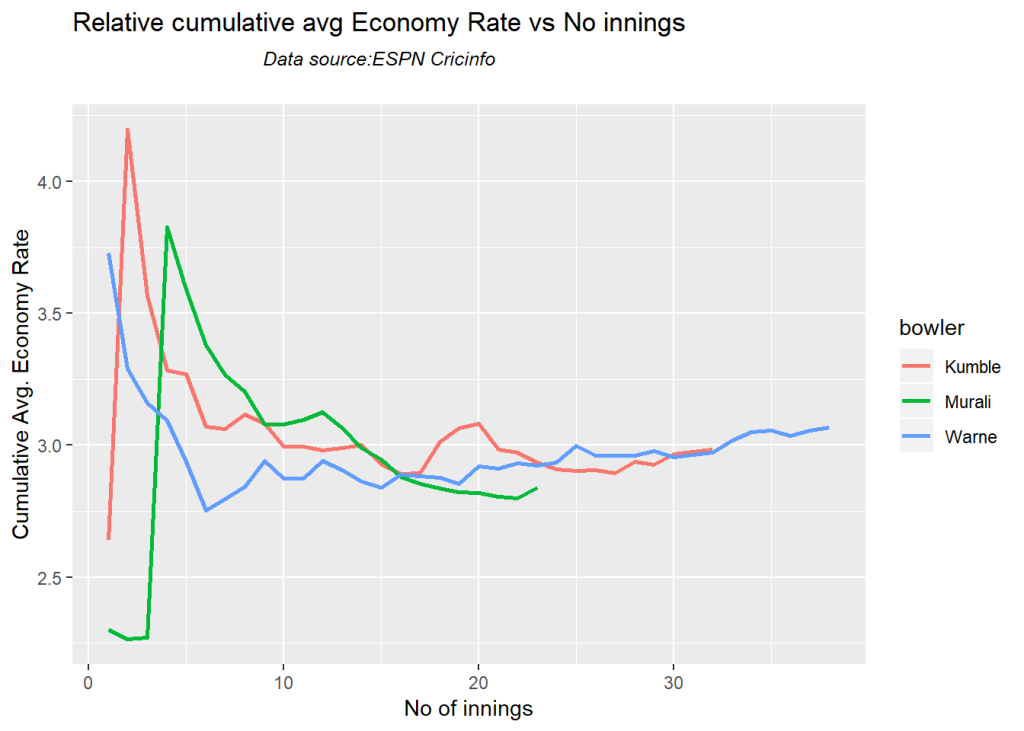 Relative cumulative avg Economy Rate vs No innings
Data source:ESPN Cricinfo
Cumulative Avg. Economy Rate
4.0
3.5
3.0
2.5
0 10 20 30
No of innings
bowler
Kumble
Murali
Warne